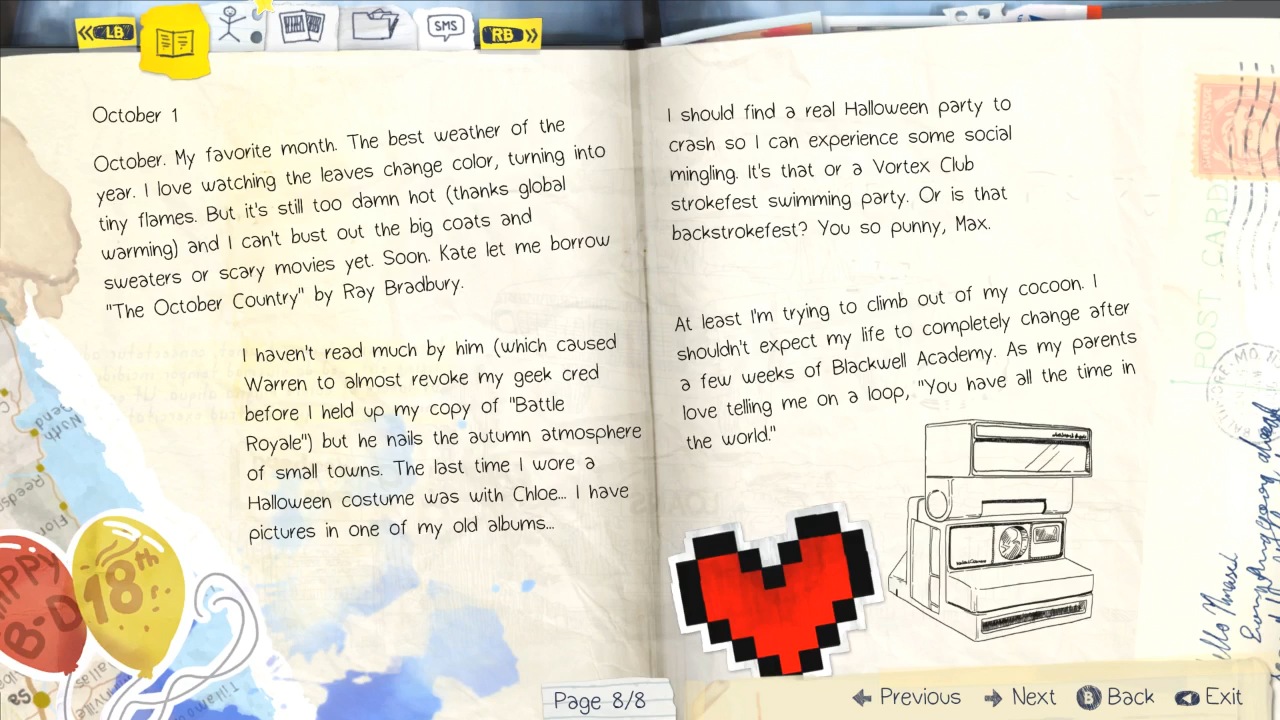 LB
SMS
RB
October 1
October. My favorite month. The best weather of the
year. I love watching the leaves change color, turning into
tiny flames. But it's still too damn hot (thanks global
warming) and I can't bust out the big coats and
sweaters or scary movies yet. Soon. Kate let me borrow
"The October Country" by Ray Bradbury.
I haven't read much by him (which caused
Warren to almost revoke my geek cred
before I held up my copy of "Battle
Royale") but he nails the autumn atmosphere
of small towns. The last time I wore a
Halloween costume was with Chloe... I have
pictures in one of my old albums...
I should find a real Halloween party to
crash so I can experience some social
mingling. It's that or a Vortex Club
strokefest swimming party. Or is that
backstrokefest? You so punny, Max.
At least I'm trying to climb out of my cocoon. I
shouldn't expect my life to completely change after
a few weeks of Blackwell Academy. As my parents
love telling me on a loop, "You have all the time in
the world."
POST CARD
North
Bend
B-D
18th
Page 8/8
Previous
Next
B Back
Exit